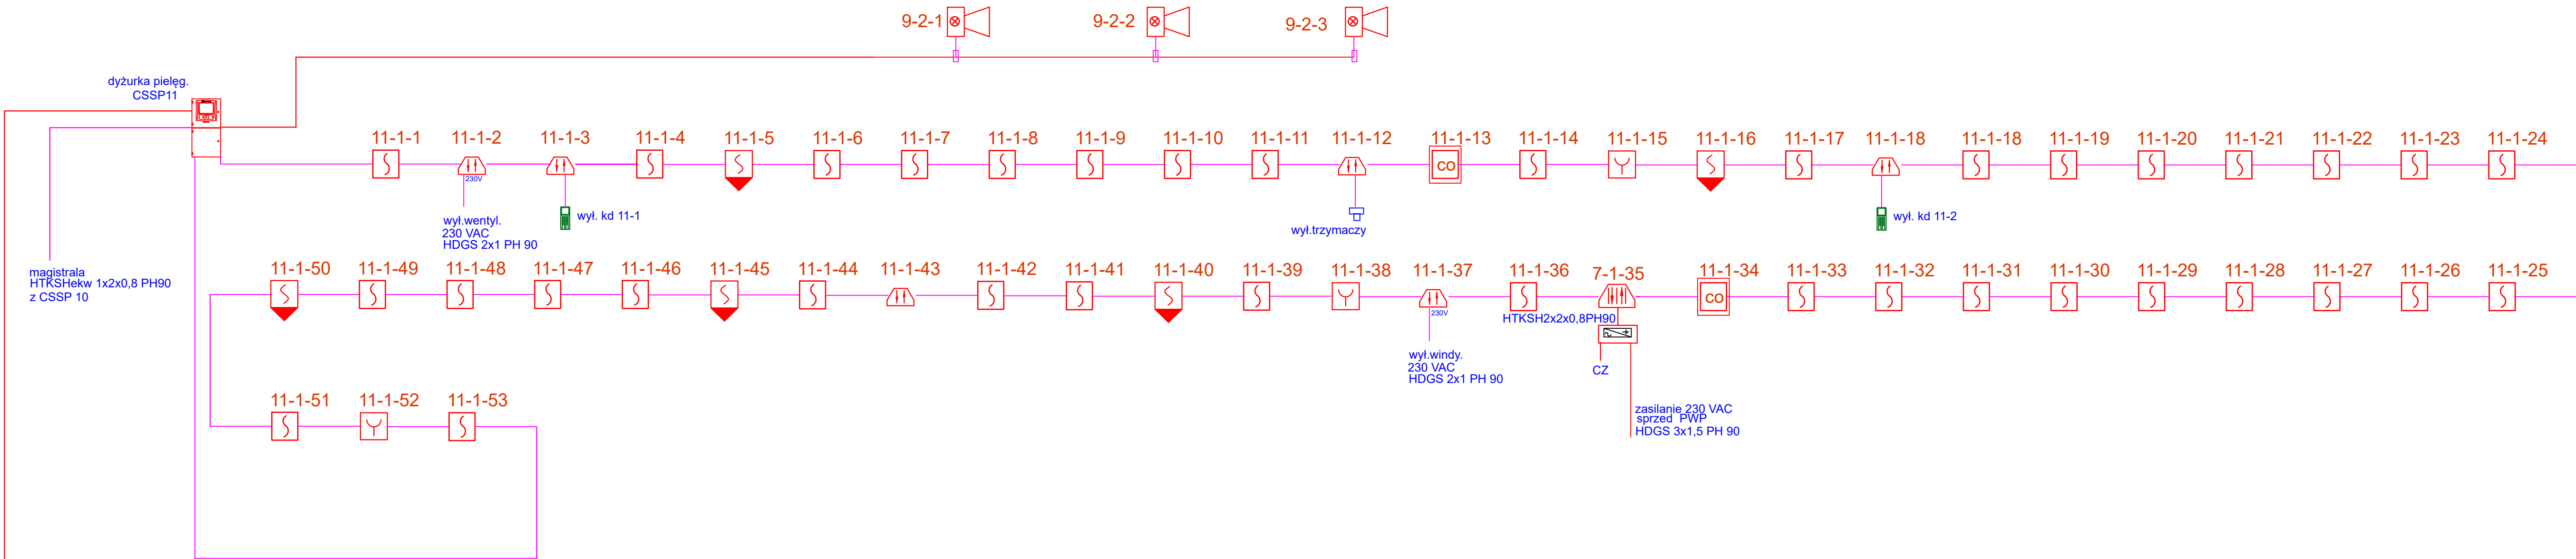 9-2-1
9-2-2
9-2-3
dyżurka pielęg.
CSSP11
11-1-1
11-1-2
11-1-3
11-1-4
11-1-5
11-1-6
11-1-7
11-1-8
11-1-9
11-1-10
11-1-11
11-1-12
11-1-13
11-1-14
11-1-15
11-1-16
11-1-17
11-1-18
11-1-18
11-1-19
11-1-20
11-1-21
11-1-22
11-1-23
11-1-24
CO
230V
wył.wentyl.
230 VAC
HDGS 2x1 PH 90
wył. kd 11-1
wył.trzymaczy
wył. kd 11-2
magistrala
HTKSHekw 1x2x0,8 PH90
z CSSP 10
11-1-50
11-1-49
11-1-48
11-1-47
11-1-46
11-1-45
11-1-44
11-1-43
11-1-42
11-1-41
11-1-40
11-1-39
11-1-38
11-1-37
11-1-36
7-1-35
11-1-34
11-1-33
11-1-32
11-1-31
11-1-30
11-1-29
11-1-28
11-1-27
11-1-26
11-1-25
CO
230V
HTKSH2x2x0,8PH90
wył.windy.
230 VAC
HDGS 2x1 PH 90
CZ
zasilanie 230 VAC
sprzed PWP
HDGS 3x1,5 PH 90
11-1-51
11-1-52
11-1-53